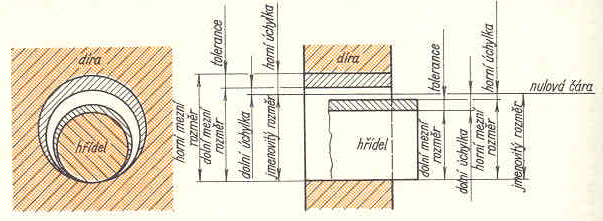 díra
hřídel
tolerance
horní úchylka
horní mezní
rozměr
dolní mezní
rozměr
dolní úchylka
jmenovitý rozměr
díra
hřídel
tolerance
horní úchylka
nulová čára
dolní mezní
rozměr
dolní úchylka
horní mezní
rozměr
jmenovitý rozměr